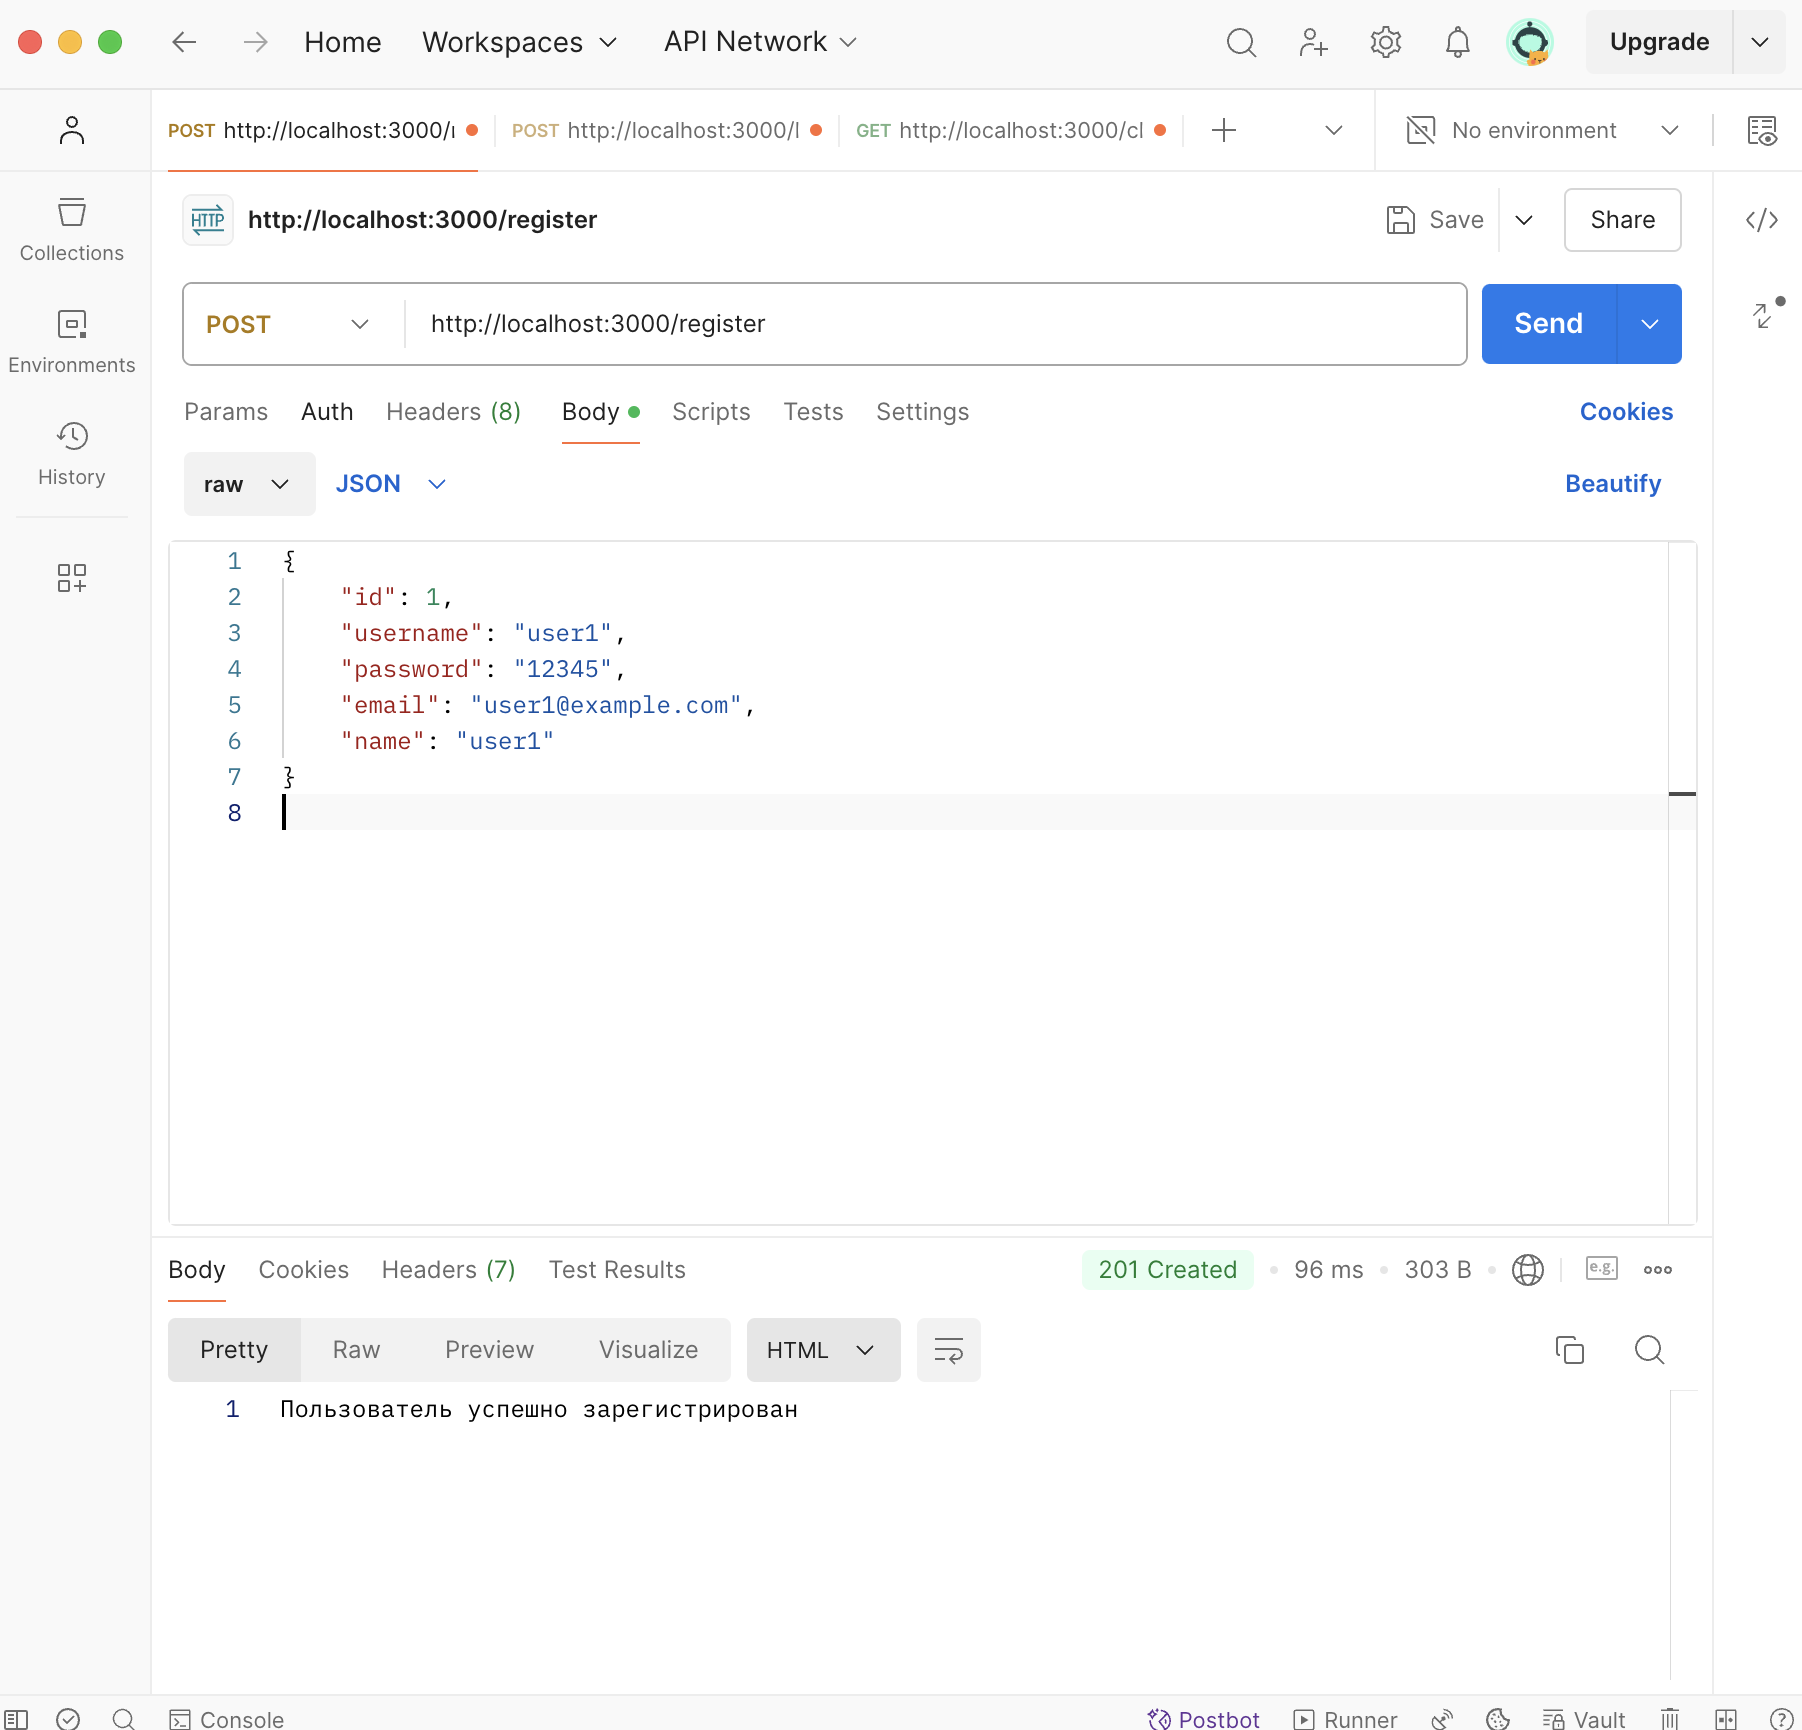 Home Workspaces API Network Upgrade
POST http://localhost:3000/r POST http://localhost:3000/l GET http://localhost:3000/cl No environment
Collections
Environments
History
HTTP http://localhost:3000/register Save Share
POST http://localhost:3000/register Send
Params Auth Headers (8) Body Scripts Tests Settings Cookies
raw JSON Beautify
1 {
2 "id": 1,
3 "username": "user1",
4 "password": "12345",
5 "email": "user1@example.com",
6 "name": "user1"
7 }
8
Body Cookies Headers (7) Test Results 201 Created 96 ms 303 B e.g.
Pretty Raw Preview Visualize HTML
1 Пользователь успешно зарегистрирован
Console Postbot Runner Vault